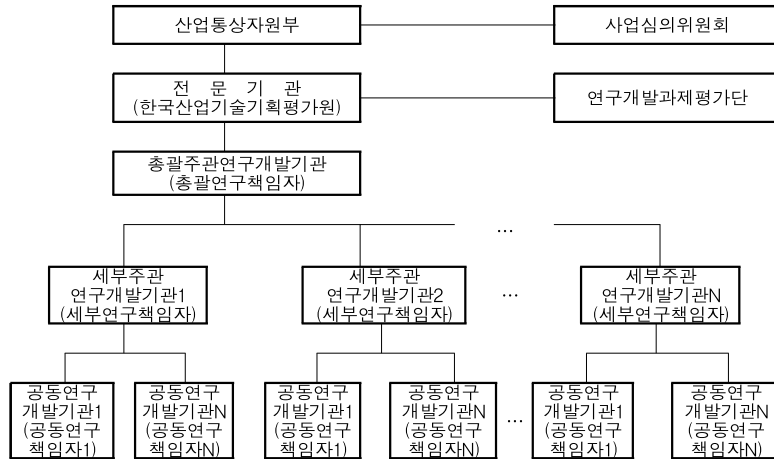 산업통상자원부
사업심의위원회
전 문 기 관
(한국산업기술기획평가원)
연구개발과제평가단
총괄주관연구개발기관
(총괄연구책임자)
...
세부주관
연구개발기관1
(세부연구책임자)
세부주관
연구개발기관2
(세부연구책임자)
...
세부주관
연구개발기관N
(세부연구책임자)
공동연구
개발기관1
(공동연구
책임자1)
공동연구
개발기관N
(공동연구
책임자N)
공동연구
개발기관1
(공동연구
책임자1)
공동연구
개발기관N
(공동연구
책임자N)
...
공동연구
개발기관1
(공동연구
책임자1)
공동연구
개발기관N
(공동연구
책임자N)